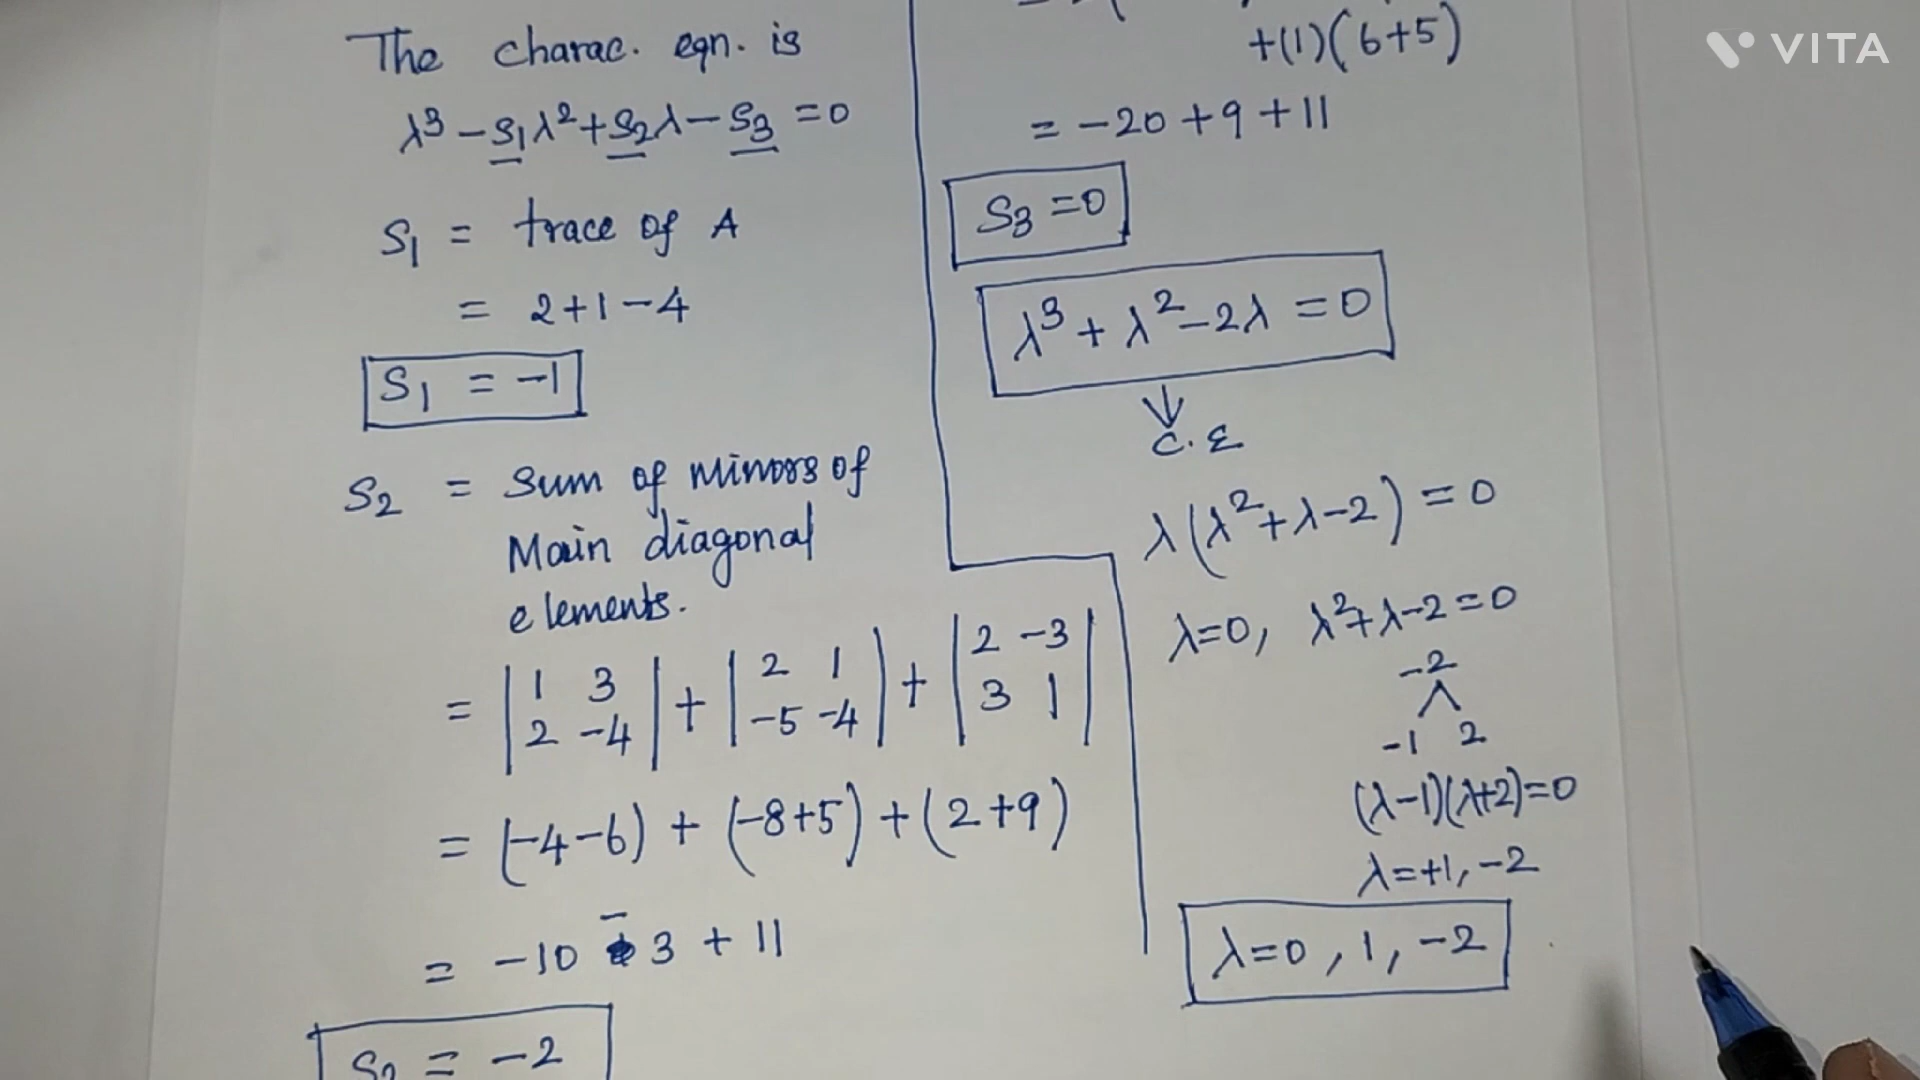 The charac. eqn. is
λ³ - S₁λ² + S₂λ - S₃ = 0
S₁ = trace of A
= 2+1-4
S₁ = -1
S₂ = sum of minors of
Main diagonal
elements.
= |1 3; 2 -4| + |2 1; -5 -4| + |2 -3; 3 1|
= (-4-6) + (-8+5) + (2+9)
= -10 - 3 + 11
S₂ = -2
+(1)(6+5)
= -20+9+11
S₃ = 0
λ³ + λ² - 2λ = 0
↓
C.E
λ(λ²+λ-2) = 0
λ=0, λ²+λ-2=0
-2
-1 2
(λ-1)(λ+2)=0
λ=+1, -2
λ=0, 1, -2
VITA